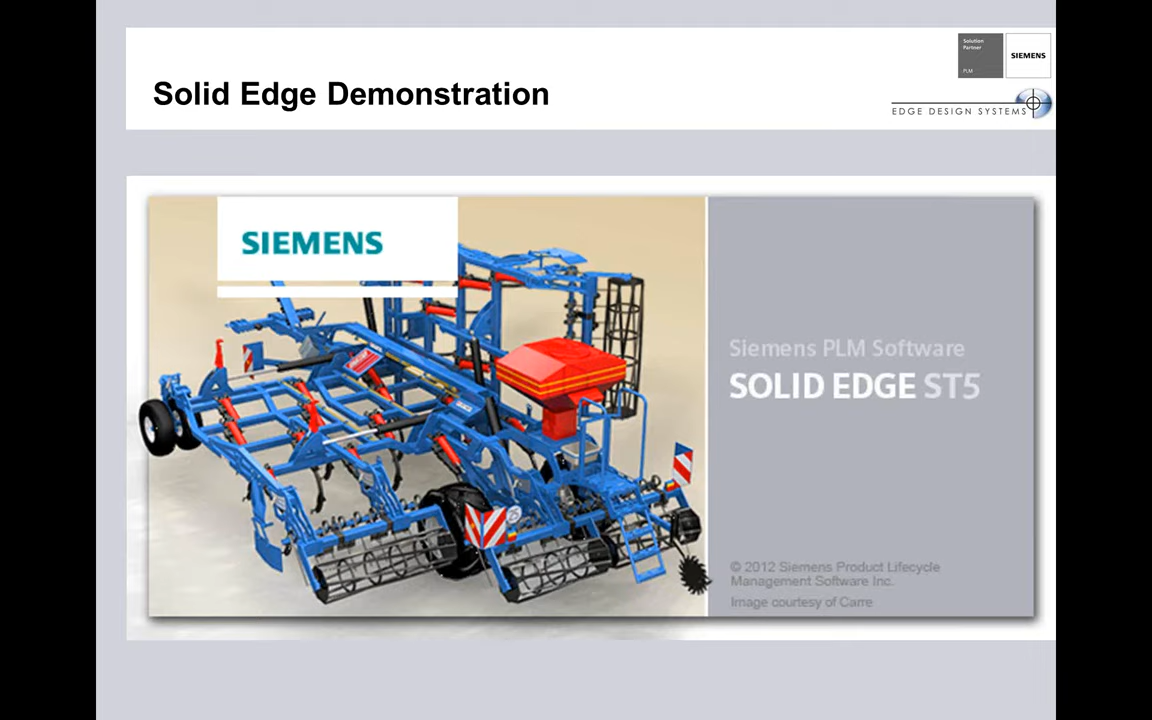 Solution
Partner
PLM
SIEMENS
Solid Edge Demonstration
EDGE DESIGN SYSTEMS
SIEMENS
Siemens PLM Software
SOLID EDGE ST5
© 2012 Siemens Product Lifecycle
Management Software Inc.
Image courtesy of Carre